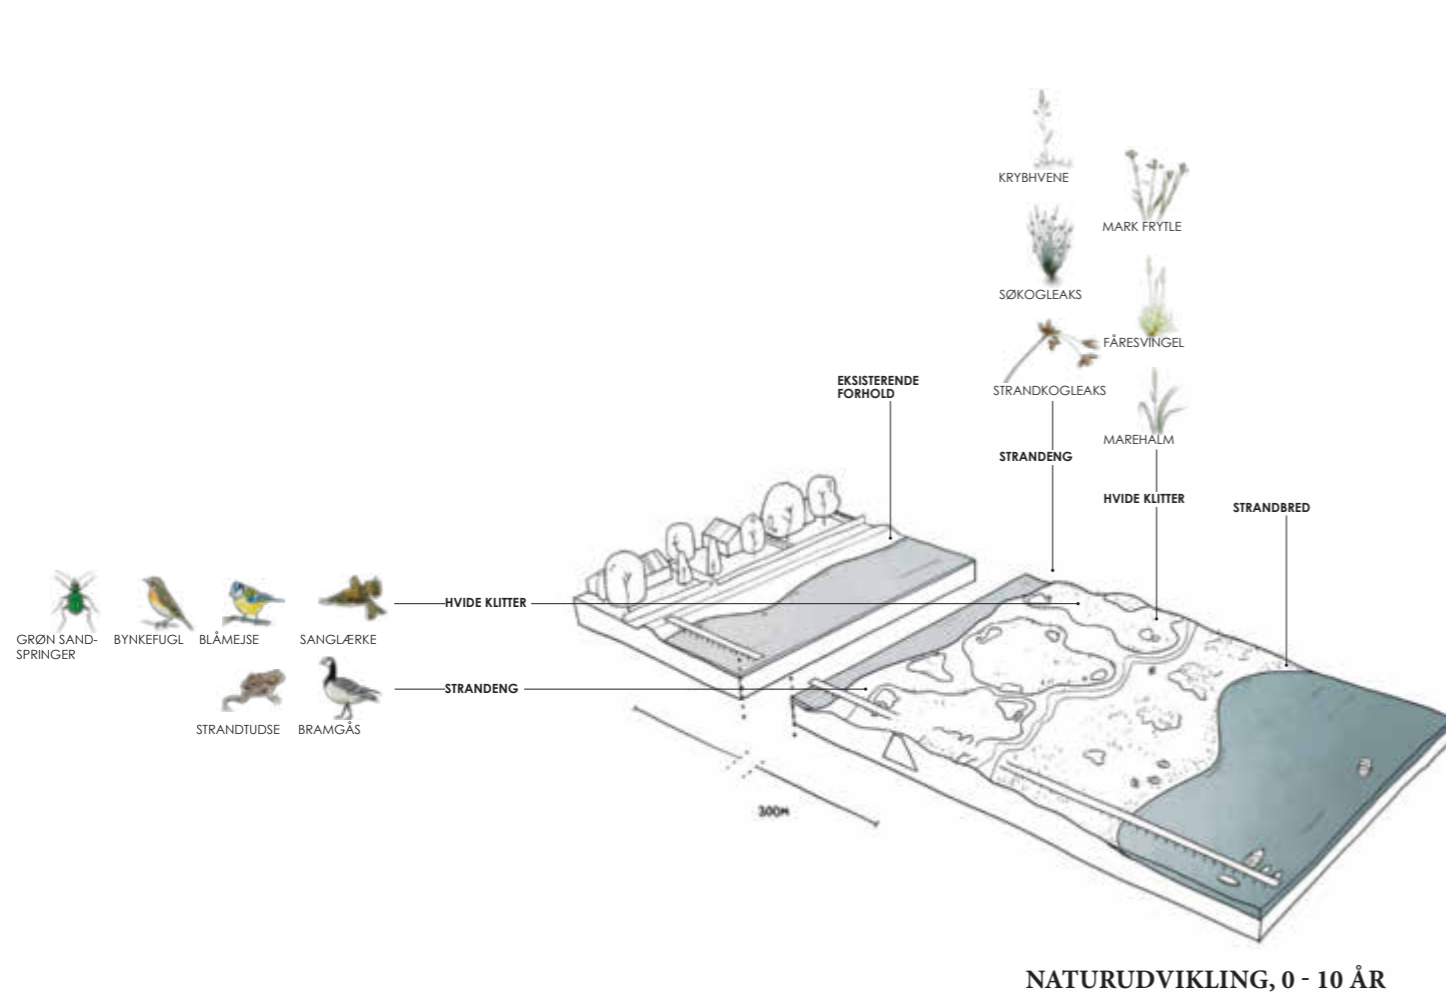 KRYBHVENE
MARK FRYTLE
SØKOGLEAKS
FÅRESVINGEL
STRANDKOGLEAKS
MAREHALM
EKSISTERENDE
FORHOLD
STRANDENG
HVIDE KLITTER
STRANDBRED
HVIDE KLITTER
GRØN SAND-
SPRINGER
BYNKEFUGL
BLÅMEJSE
SANGLÆRKE
STRANDENG
STRANDTUDSE
BRAMGÅS
300M
NATURUDVIKLING, 0 - 10 ÅR